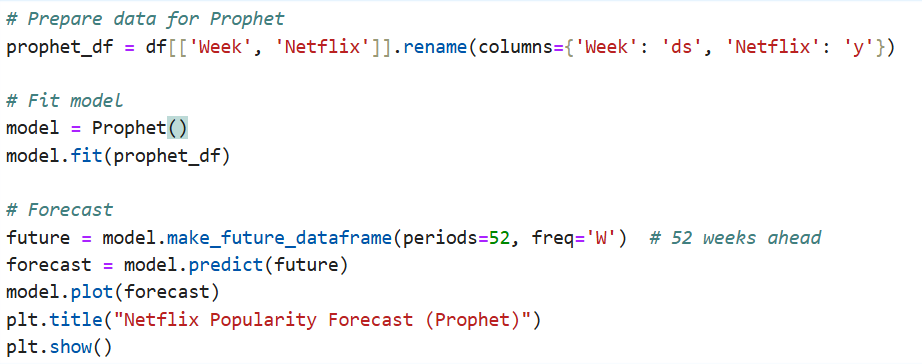 # Prepare data for Prophet
prophet_df = df[['Week', 'Netflix']].rename(columns={'Week': 'ds', 'Netflix': 'y'})
# Fit model
model = Prophet()
model.fit(prophet_df)
# Forecast
future = model.make_future_dataframe(periods=52, freq='W')  # 52 weeks ahead
forecast = model.predict(future)
model.plot(forecast)
plt.title("Netflix Popularity Forecast (Prophet)")
plt.show()